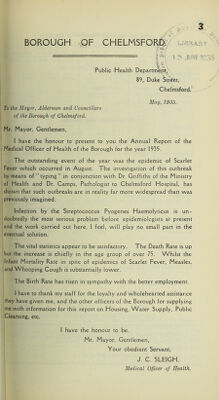 3
BOROUGH OF CHELMSFORD
LIBRARY
Public Health Department,
89, Duke Street,
Chelmsford.
May, 1936.
To the Mayor, Aldermen and Councillors
of the Borough of Chelmsford.
Mr. Mayor, Gentlemen,
I have the honour to present to you the Annual Report of the
Medical Officer of Health of the Borough for the year 1935.
The outstanding event of the year was the epidemic of Scarlet
Fever which occurred in August. The investigation of this outbreak
by means of "typing" in conjunction with Dr. Griffiths of the Ministry
of Health and Dr. Camps, Pathologist to Chelmsford Hospital, has
shown that such outbreaks are in reality far more widespread than was
previously imagined.
Infection by the Streptococcus Pyogenes Haemolyticus is un-
doubtedly the most serious problem before epidemiologists at present
and the work carried out here, I feel, will play no small part in the
eventual solution.
The vital statistics appear to be satisfactory. The Death Rate is up
but the increase is chiefly in the age group of over 75. Whilst the
Infant Mortality Rate in spite of epidemics of Scarlet Fever, Measles,
and Whooping Cough is substantially lower.
The Birth Rate has risen in sympathy with the better employment.
I have to thank my staff for the loyalty and wholehearted assistance
they have given me, and the other officers of the Borough for supplying
me with information for this report on Housing, Water Supply, Public
Cleansing, etc.
I have the honour to be,
Mr. Mayor, Gentlemen,
Your obedient Servant,
J. C. SLEIGH,
Medical Officer of Health.